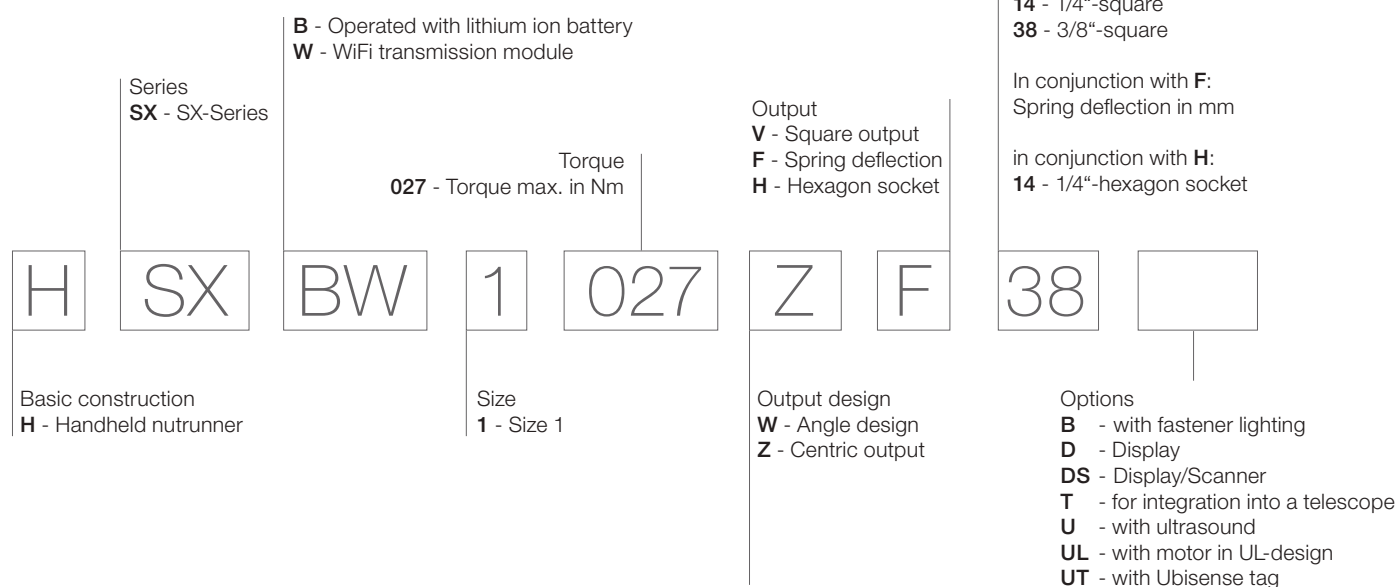 B - Operated with lithium ion battery
W - WiFi transmission module
14 - 1/4“-square
38 - 3/8“-square
In conjunction with F:
Spring deflection in mm
in conjunction with H:
14 - 1/4“-hexagon socket
Series
SX - SX-Series
Output
V - Square output
F - Spring deflection
H - Hexagon socket
Torque
027 - Torque max. in Nm
H SX BW 1 027 Z F 38
Basic construction
H - Handheld nutrunner
Size
1 - Size 1
Output design
W - Angle design
Z - Centric output
Options
B - with fastener lighting
D - Display
DS - Display/Scanner
T - for integration into a telescope
U - with ultrasound
UL - with motor in UL-design
UT - with Ubisense tag